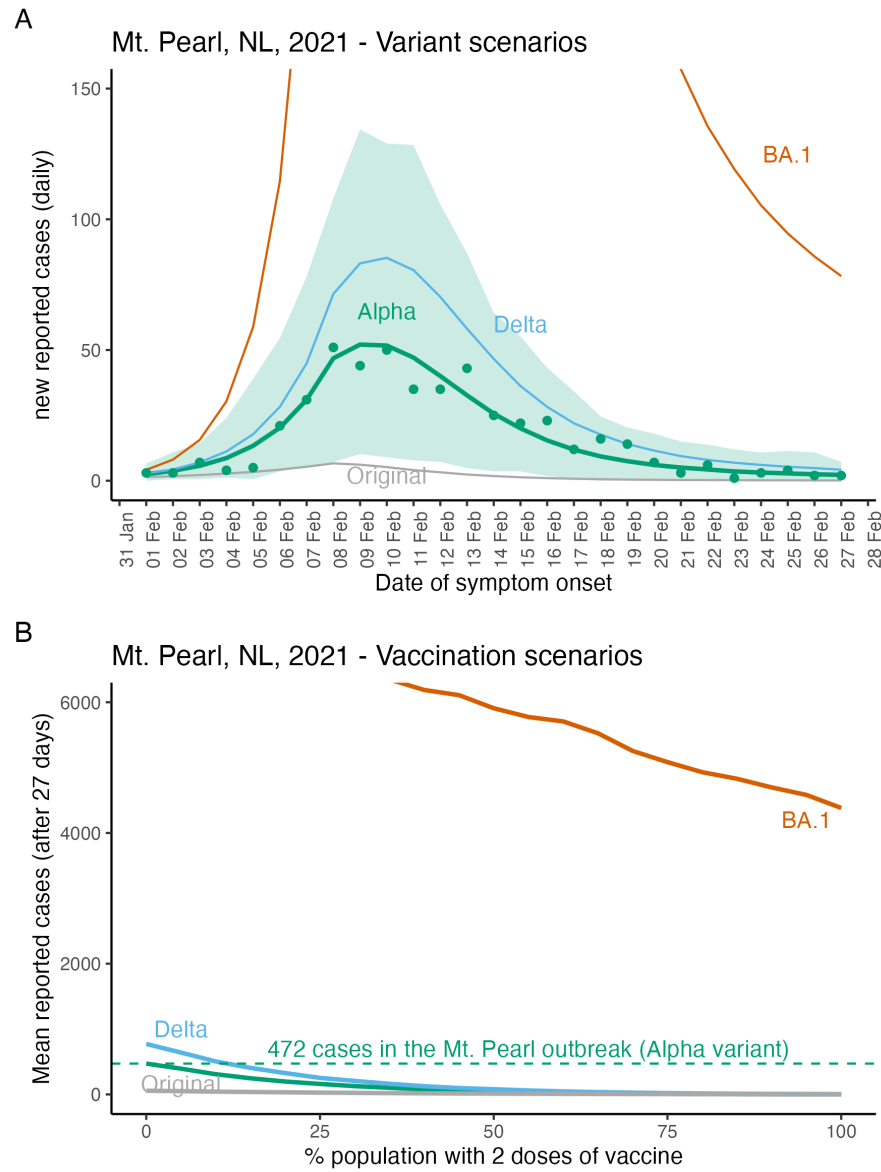 A
Mt. Pearl, NL, 2021 - Variant scenarios
new reported cases (daily)
150
100
50
0
BA.1
Alpha
Delta
Original
31 Jan
01 Feb
02 Feb
03 Feb
04 Feb
05 Feb
06 Feb
07 Feb
08 Feb
09 Feb
10 Feb
11 Feb
12 Feb
13 Feb
14 Feb
15 Feb
16 Feb
17 Feb
18 Feb
19 Feb
20 Feb
21 Feb
22 Feb
23 Feb
24 Feb
25 Feb
26 Feb
27 Feb
28 Feb
Date of symptom onset
B
Mt. Pearl, NL, 2021 - Vaccination scenarios
Mean reported cases (after 27 days)
6000
4000
2000
0
BA.1
Delta
472 cases in the Mt. Pearl outbreak (Alpha variant)
Original
0
25
50
75
100
% population with 2 doses of vaccine